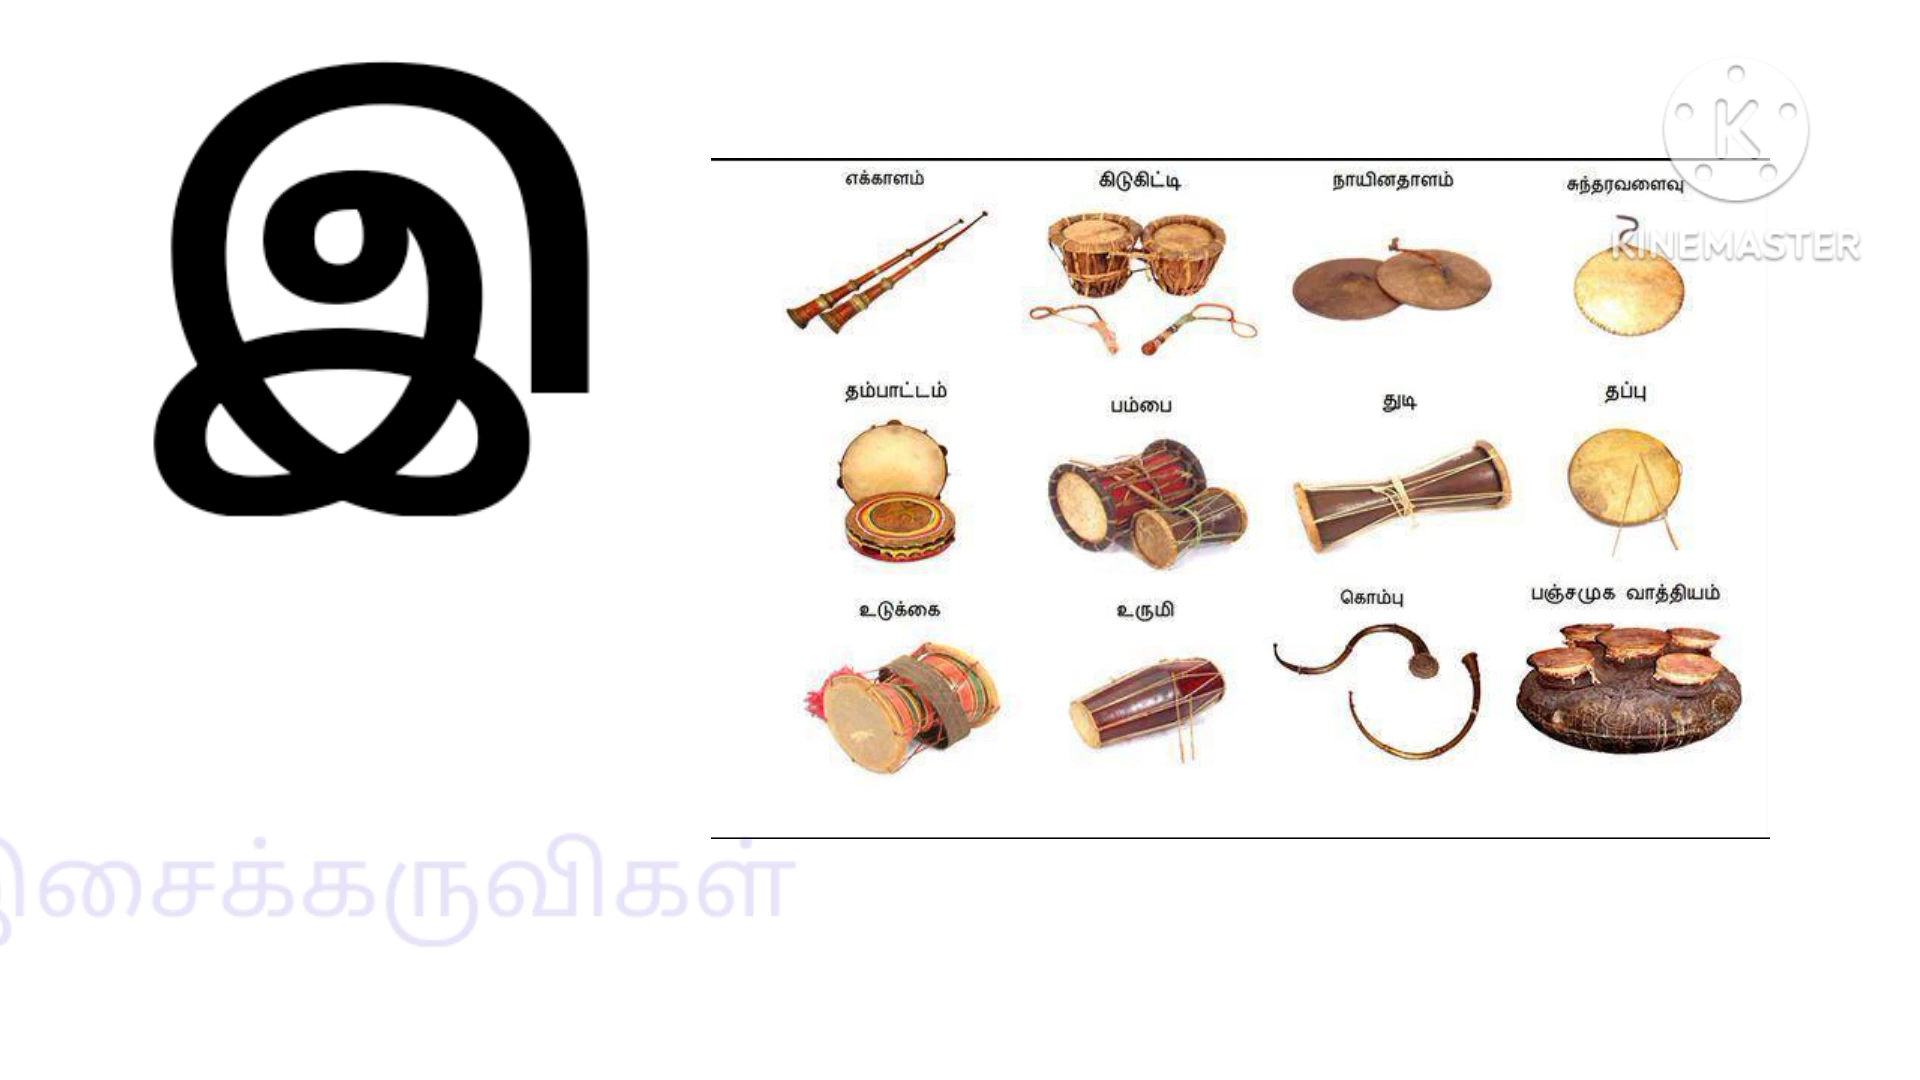 இ
எக்காளம் கிடுகிட்டி நாயினதாளம் சுந்தரவளைவு
தம்பாட்டம் பம்பை துடி தப்பு
உடுக்கை உருமி கொம்பு பஞ்சமுக வாத்தியம்
இசைக்கருவிகள்
K
KINEMASTER